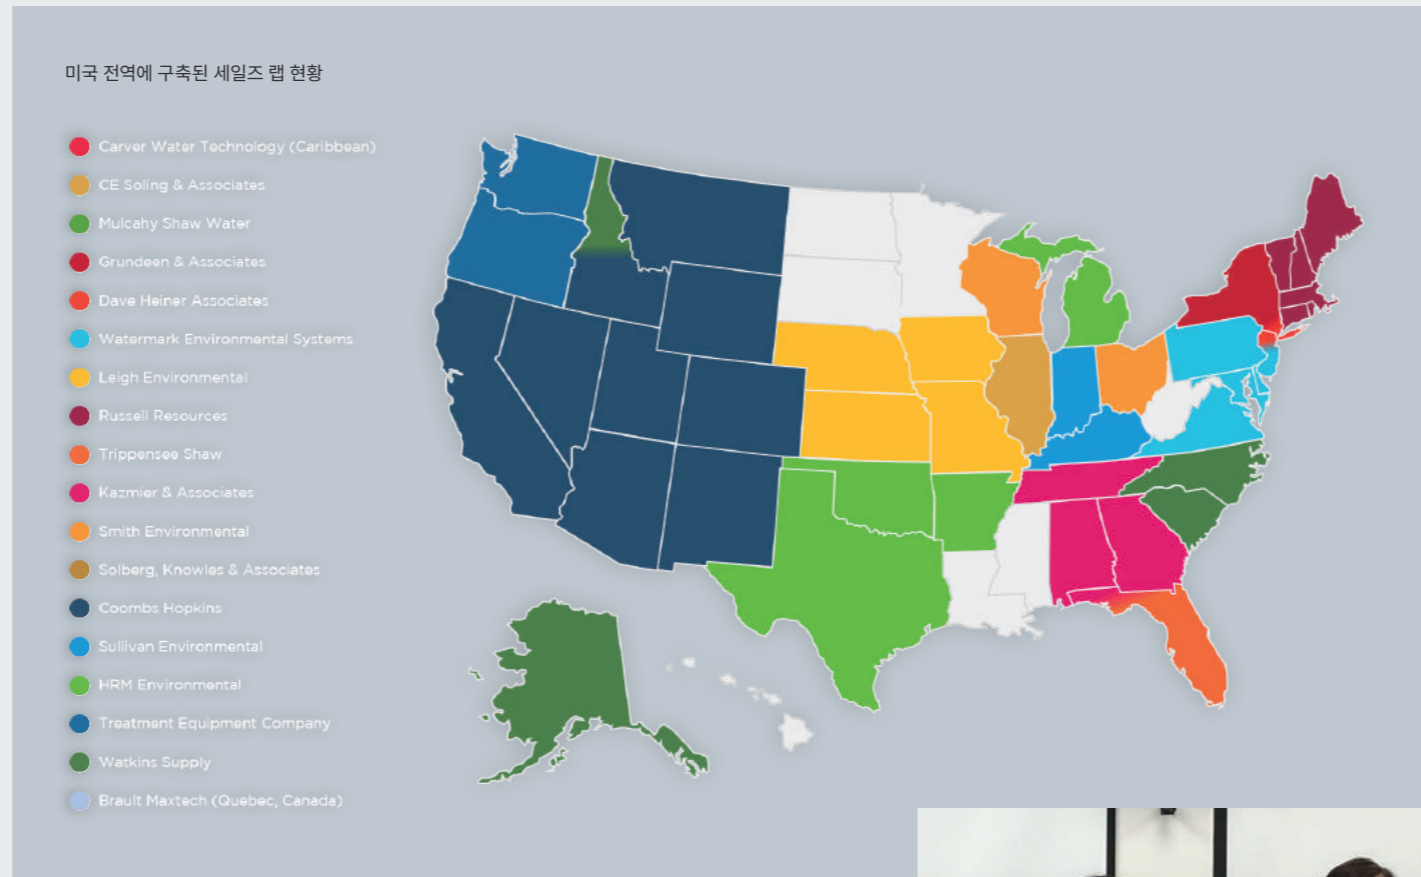 미국 전역에 구축된 세일즈 랩 현황
Carver Water Technology (Caribbean)
CE Soling & Associates
Mulcahy Shaw Water
Grundeen & Associates
Dave Heiner Associates
Watermark Environmental Systems
Leigh Environmental
Russell Resources
Trippensee Shaw
Kazmier & Associates
Smith Environmental
Solberg, Knowles & Associates
Coombs Hopkins
Sullivan Environmental
HRM Environmental
Treatment Equipment Company
Watkins Supply
Brault Maxtech (Quebec, Canada)